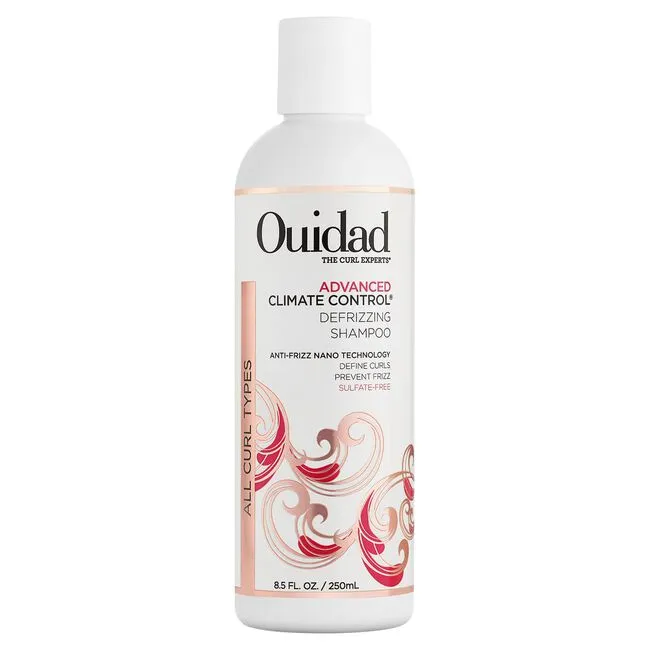 Ouidad
THE CURL EXPERTS®
ADVANCED
CLIMATE CONTROL®
DEFRIZZING
SHAMPOO
ANTI-FRIZZ NANO TECHNOLOGY
DEFINE CURLS
PREVENT FRIZZ
SULFATE-FREE
ALL CURL TYPES
8.5 FL. OZ. / 250mL